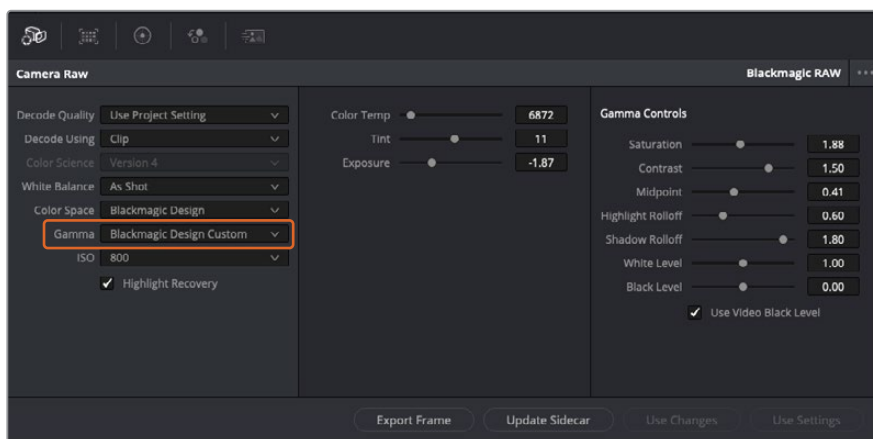 Camera Raw
Blackmagic RAW
Decode Quality Use Project Setting
Decode Using Clip
Color Science Version 4
White Balance As Shot
Color Space Blackmagic Design
Gamma Blackmagic Design Custom
ISO 800
Highlight Recovery
Color Temp 6872
Tint 11
Exposure -1.87
Gamma Controls
Saturation 1.88
Contrast 1.50
Midpoint 0.41
Highlight Rolloff 0.60
Shadow Rolloff 1.80
White Level 1.00
Black Level 0.00
Use Video Black Level
Export Frame Update Sidecar Use Changes Use Settings